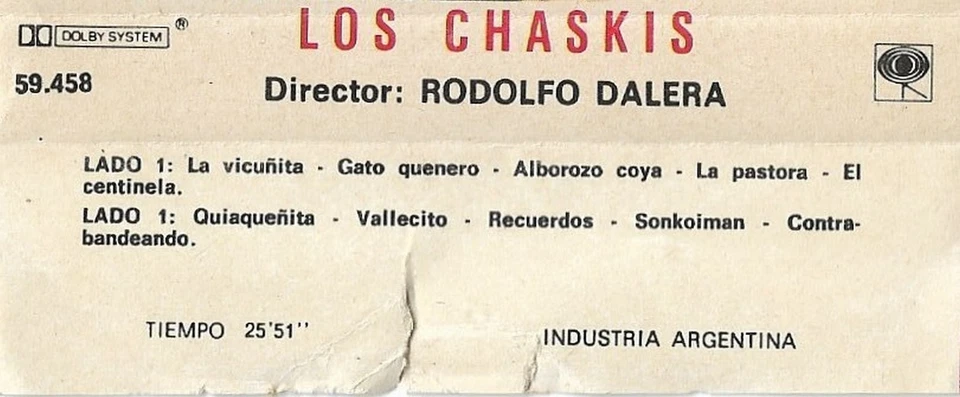 LOS CHASKIS
DOLBY SYSTEM ®
59.458
Director: RODOLFO DALERA
LADO 1: La vicuñita - Gato quenero - Alborozo coya - La pastora - El
centinela.
LADO 1: Quiaqueñita - Vallecito - Recuerdos - Sonkoiman - Contra-
bandeando.
TIEMPO 25'51''
INDUSTRIA ARGENTINA